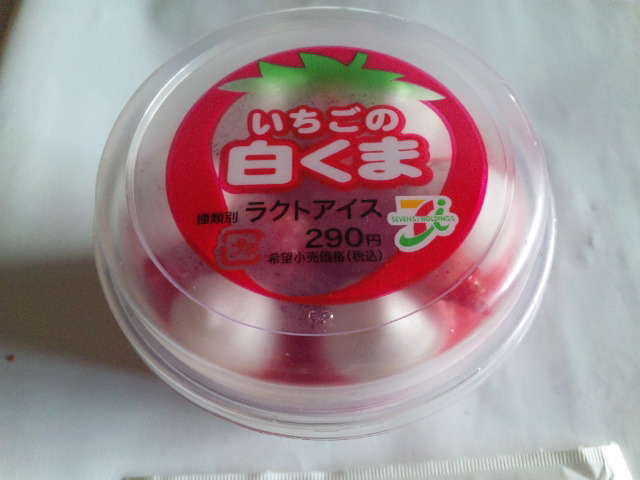 いちごの
白くま
種類別 ラクトアイス
SEVEN & i HOLDINGS
290円
希望小売価格(税込)